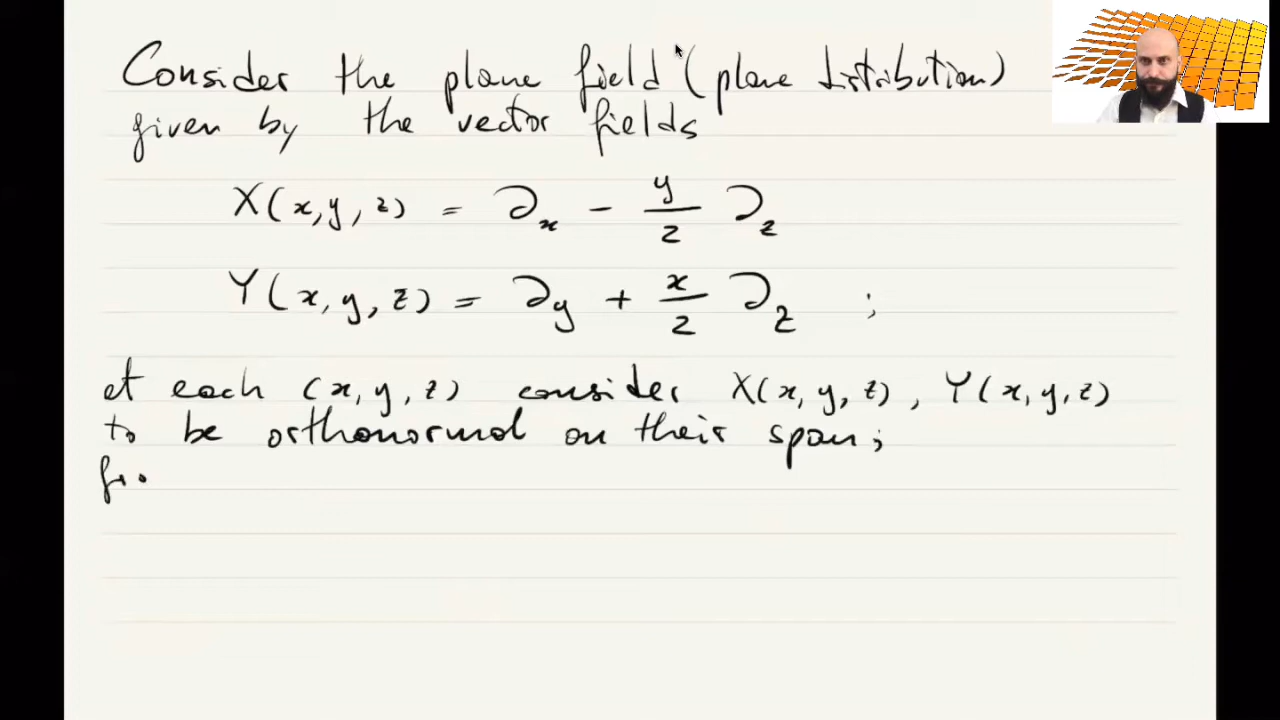 Consider the plane field (plane distribution)
given by the vector fields
X(x, y, z) = ∂x − y/2 ∂z
Y(x, y, z) = ∂y + x/2 ∂z ;
at each (x, y, z) consider X(x, y, z), Y(x, y, z)
to be orthonormal on their span;